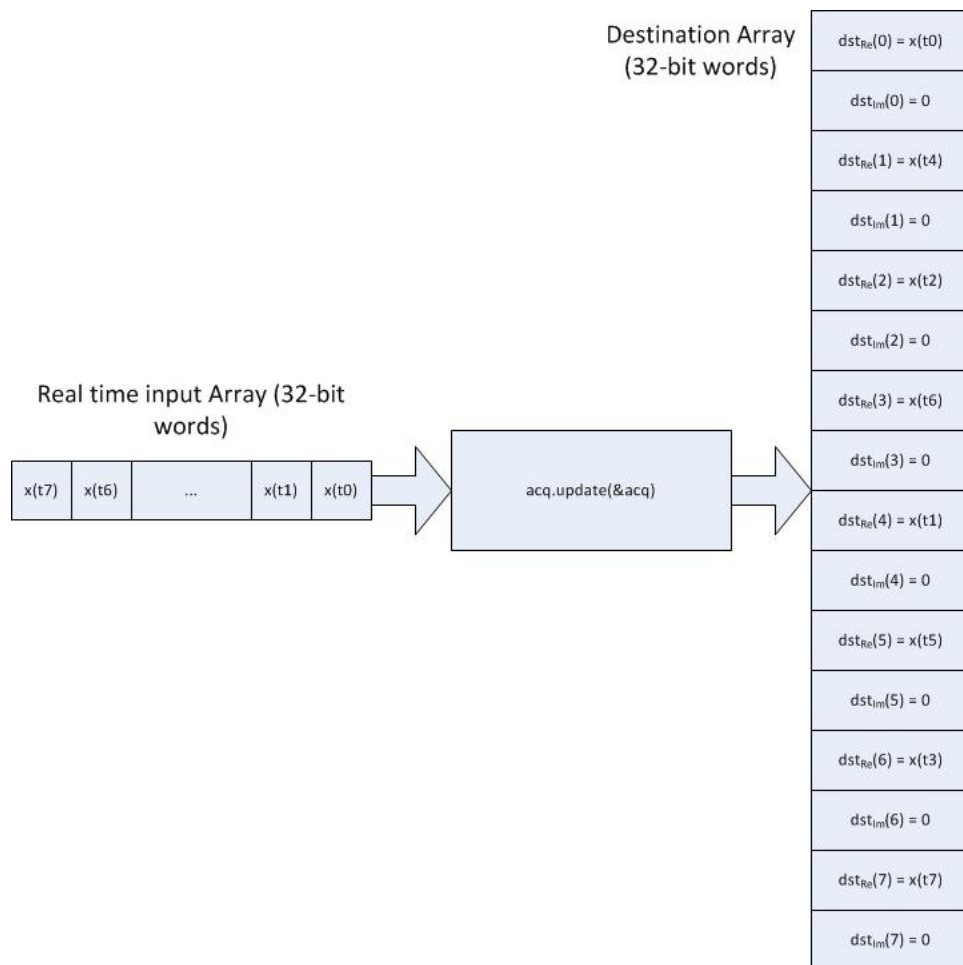 Destination Array
(32-bit words)
dstRe(0) = x(t0)
dstIm(0) = 0
dstRe(1) = x(t4)
dstIm(1) = 0
dstRe(2) = x(t2)
dstIm(2) = 0
dstRe(3) = x(t6)
dstIm(3) = 0
dstRe(4) = x(t1)
dstIm(4) = 0
dstRe(5) = x(t5)
dstIm(5) = 0
dstRe(6) = x(t3)
dstIm(6) = 0
dstRe(7) = x(t7)
dstIm(7) = 0
Real time input Array (32-bit
words)
x(t7) x(t6) ... x(t1) x(t0)
acq.update(&acq)